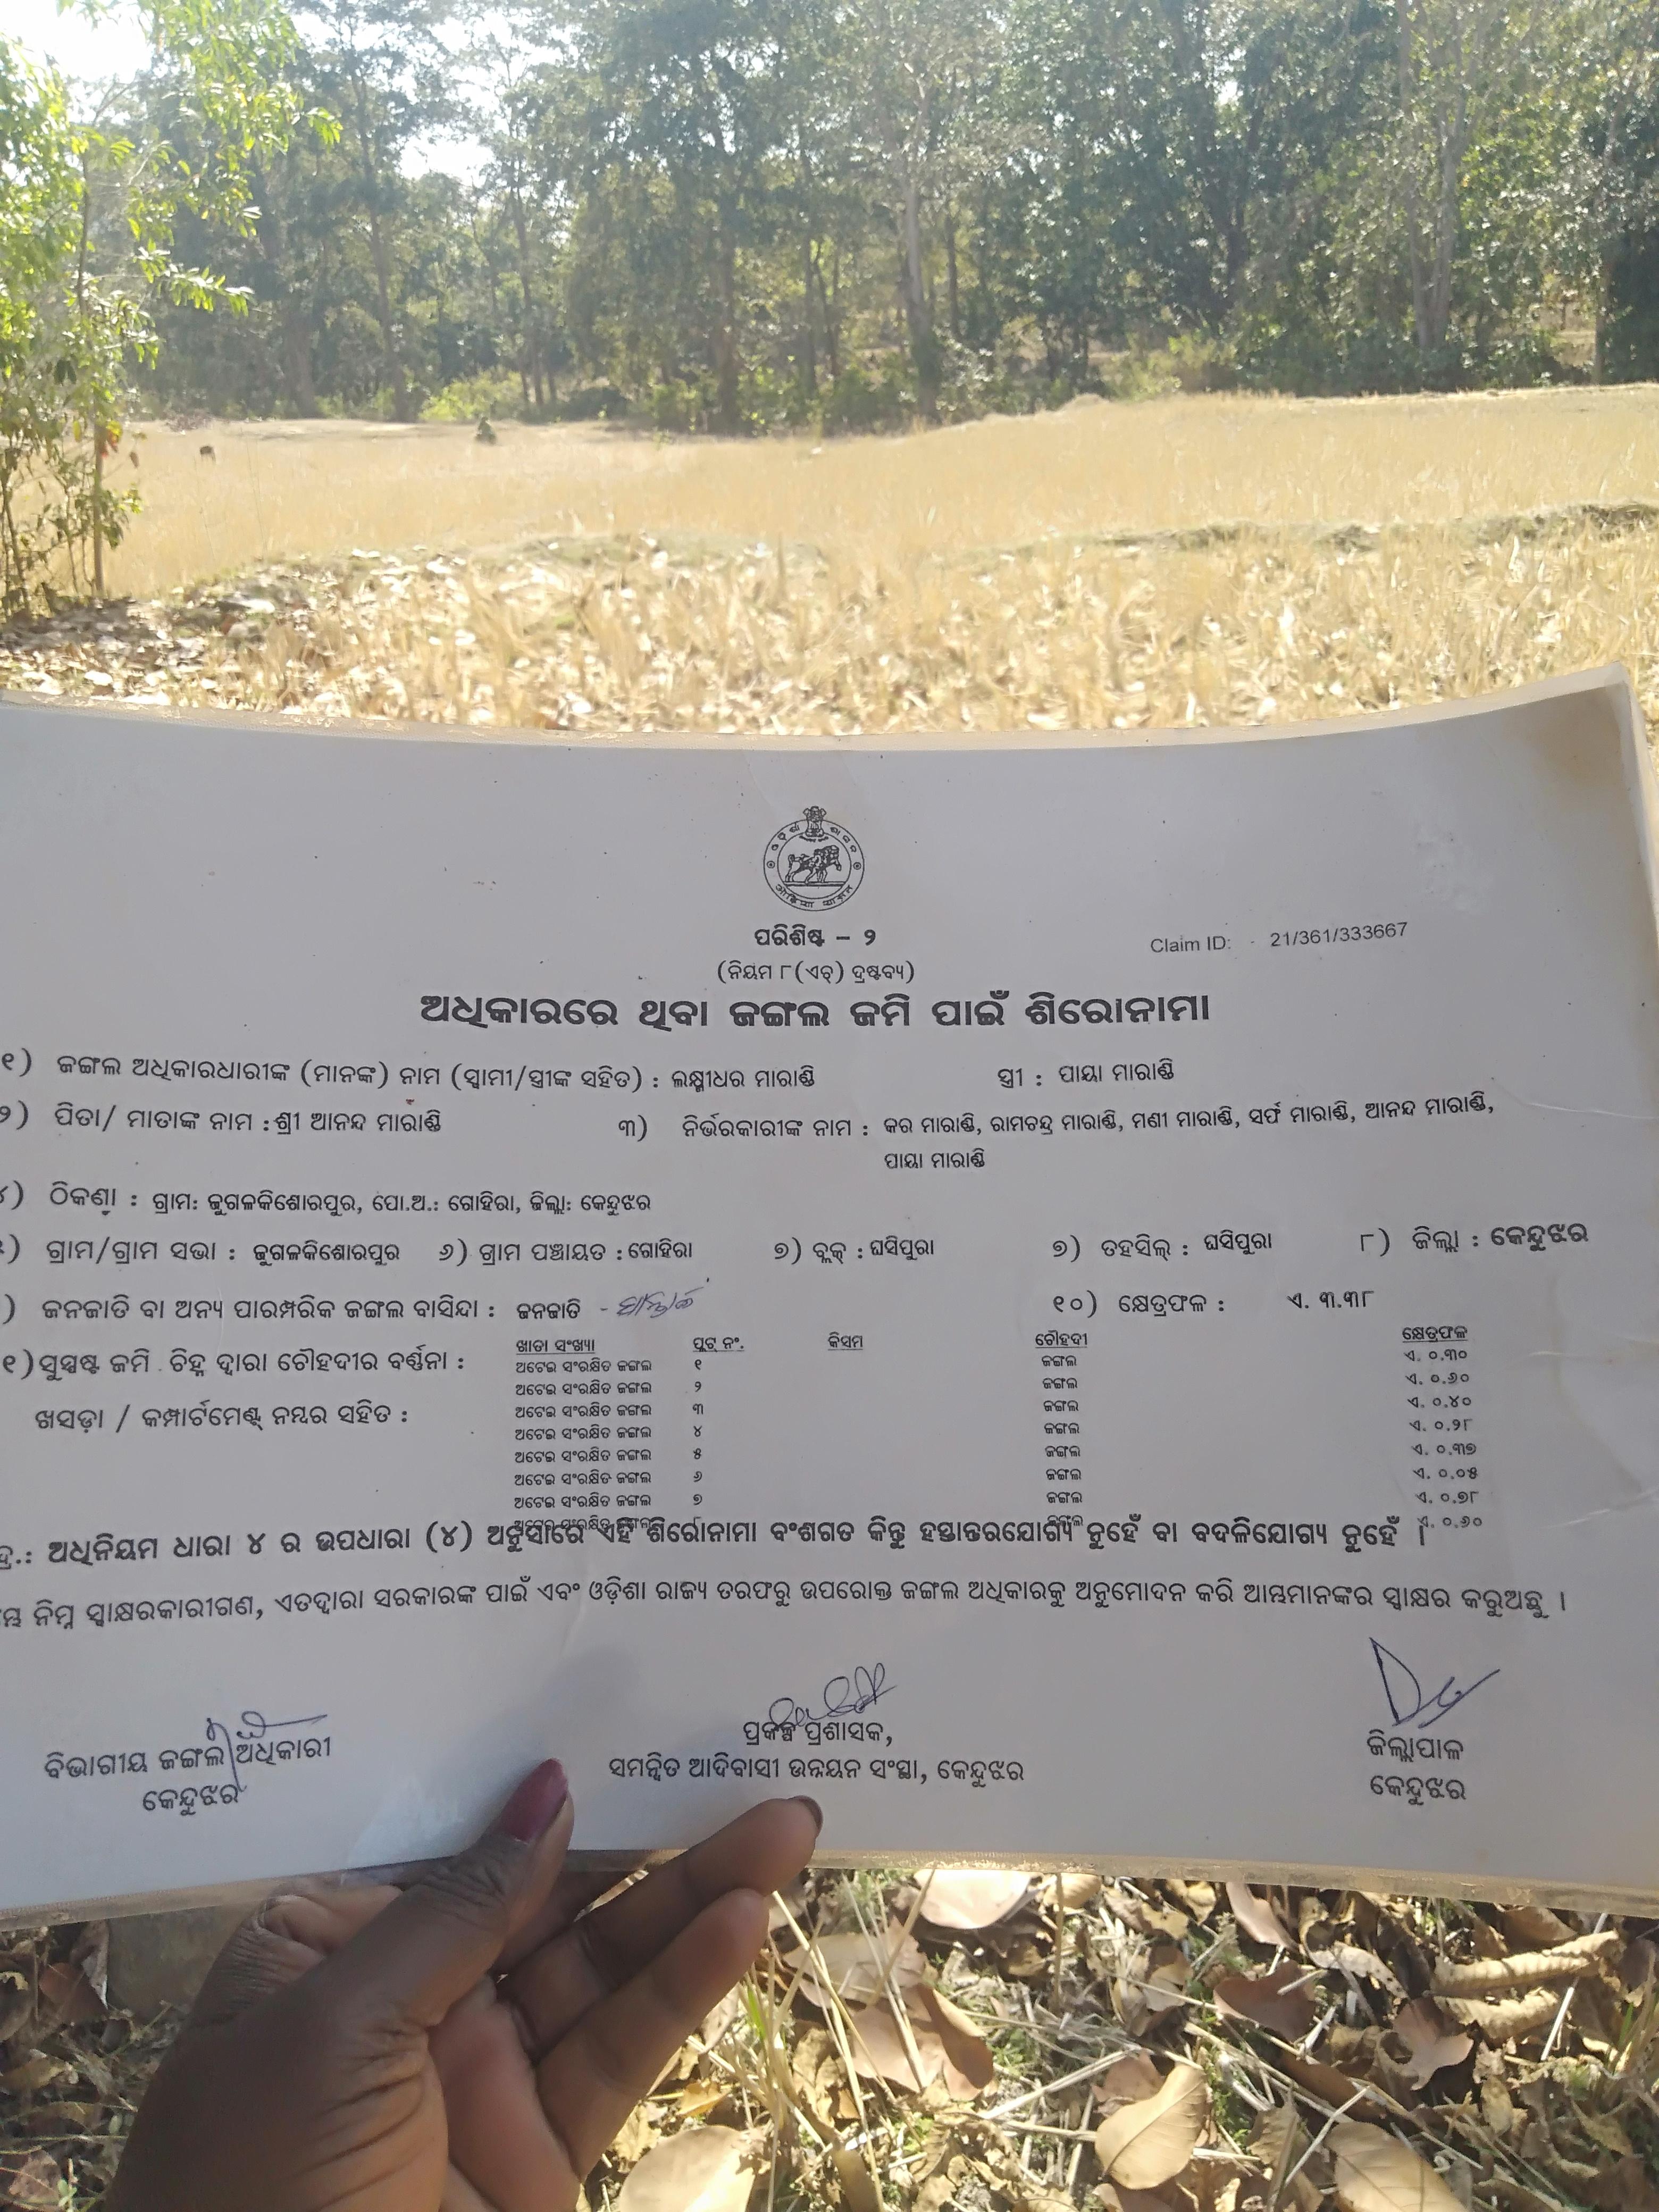 ପରିଶିଷ୍ଟ – ୨
Claim ID: - 21/361/333667
(ନିୟମ ୮(ଏଚ୍) ଦ୍ରଷ୍ଟବ୍ୟ)
ଅଧିକାରରେ ଥିବା ଜଙ୍ଗଲ ଜମି ପାଇଁ ଶିରୋନାମା
୧) ଜଙ୍ଗଲ ଅଧିକାରଧାରୀଙ୍କ (ମାନଙ୍କ) ନାମ (ସ୍ୱାମୀ/ସ୍ତ୍ରୀଙ୍କ ସହିତ) : ଲକ୍ଷ୍ମୀଧର ମାରାଣ୍ଡି ସ୍ତ୍ରୀ : ପାୟା ମାରାଣ୍ଡି
୨) ପିତା/ ମାତାଙ୍କ ନାମ : ଶ୍ରୀ ଆନନ୍ଦ ମାରାଣ୍ଡି ୩) ନିର୍ଭରକାରୀଙ୍କ ନାମ : କର ମାରାଣ୍ଡି, ରାମଚନ୍ଦ୍ର ମାରାଣ୍ଡି, ମଣୀ ମାରାଣ୍ଡି, ସର୍ଫ ମାରାଣ୍ଡି, ଆନନ୍ଦ ମାରାଣ୍ଡି,
ପାୟା ମାରାଣ୍ଡି
୪) ଠିକଣା : ଗ୍ରାମ: ଜୁଗଳକିଶୋରପୁର, ପୋ.ଅ.: ଗୋହିରା, ଜିଲ୍ଲା: କେନ୍ଦୁଝର
) ଗ୍ରାମ/ଗ୍ରାମ ସଭା : ଜୁଗଳକିଶୋରପୁର ୬) ଗ୍ରାମ ପଞ୍ଚାୟତ : ଗୋହିରା ୭) ବ୍ଲକ୍ : ଘସିପୁରା ୭) ତହସିଲ୍ : ଘସିପୁରା ୮) ଜିଲ୍ଲା : କେନ୍ଦୁଝର
) ଜନଜାତି ବା ଅନ୍ୟ ପାରମ୍ପରିକ ଜଙ୍ଗଲ ବାସିନ୍ଦା : ଜନଜାତି - ୧୦) କ୍ଷେତ୍ରଫଳ : ଏ. ୩.୩୮
ଖାତା ସଂଖ୍ୟା ପ୍ଲଟ୍ ନଂ. କିସମ ଚୌହଦୀ କ୍ଷେତ୍ରଫଳ
୧) ସୁସ୍ପଷ୍ଟ ଜମି ଚିହ୍ନ ଦ୍ୱାରା ଚୌହଦୀର ବର୍ଣ୍ଣନା : ଅଟେଇ ସଂରକ୍ଷିତ ଜଙ୍ଗଲ ୧ ଜଙ୍ଗଲ ଏ. ୦.୩୦
ଅଟେଇ ସଂରକ୍ଷିତ ଜଙ୍ଗଲ ୨ ଜଙ୍ଗଲ ଏ. ୦.୬୦
ଖସଡ଼ା / କମ୍ପାର୍ଟମେଣ୍ଟ୍ ନମ୍ବର ସହିତ : ଅଟେଇ ସଂରକ୍ଷିତ ଜଙ୍ଗଲ ୩ ଜଙ୍ଗଲ ଏ. ୦.୪୦
ଅଟେଇ ସଂରକ୍ଷିତ ଜଙ୍ଗଲ ୪ ଜଙ୍ଗଲ ଏ. ୦.୨୮
ଅଟେଇ ସଂରକ୍ଷିତ ଜଙ୍ଗଲ ୫ ଜଙ୍ଗଲ ଏ. ୦.୩୭
ଅଟେଇ ସଂରକ୍ଷିତ ଜଙ୍ଗଲ ୬ ଜଙ୍ଗଲ ଏ. ୦.୦୫
ଅଟେଇ ସଂରକ୍ଷିତ ଜଙ୍ଗଲ ୭ ଜଙ୍ଗଲ ଏ. ୦.୭୮
ଅଟେଇ ସଂରକ୍ଷିତ ଜଙ୍ଗଲ ଜଙ୍ଗଲ ଏ. ୦.୬୦
ଦ୍ର.: ଅଧିନିୟମ ଧାରା ୪ ର ଉପଧାରା (୪) ଅନୁସାରେ ଏହି ଶିରୋନାମା ବଂଶଗତ କିନ୍ତୁ ହସ୍ତାନ୍ତରଯୋଗ୍ୟ ନୁହେଁ ବା ବଦଳିଯୋଗ୍ୟ ନୁହେଁ ।
ନିମ୍ନ ସ୍ୱାକ୍ଷରକାରୀଗଣ, ଏତଦ୍ୱାରା ସରକାରଙ୍କ ପାଇଁ ଏବଂ ଓଡ଼ିଶା ରାଜ୍ୟ ତରଫରୁ ଉପରୋକ୍ତ ଜଙ୍ଗଲ ଅଧିକାରକୁ ଅନୁମୋଦନ କରି ଆମ୍ଭମାନଙ୍କର ସ୍ୱାକ୍ଷର କରୁଅଛୁ ।
ବିଭାଗୀୟ ଜଙ୍ଗଲ ଅଧିକାରୀ
କେନ୍ଦୁଝର
ପ୍ରକଳ୍ପ ପ୍ରଶାସକ,
ସମନ୍ୱିତ ଆଦିବାସୀ ଉନ୍ନୟନ ସଂସ୍ଥା, କେନ୍ଦୁଝର
ଜିଲ୍ଲାପାଳ
କେନ୍ଦୁଝର